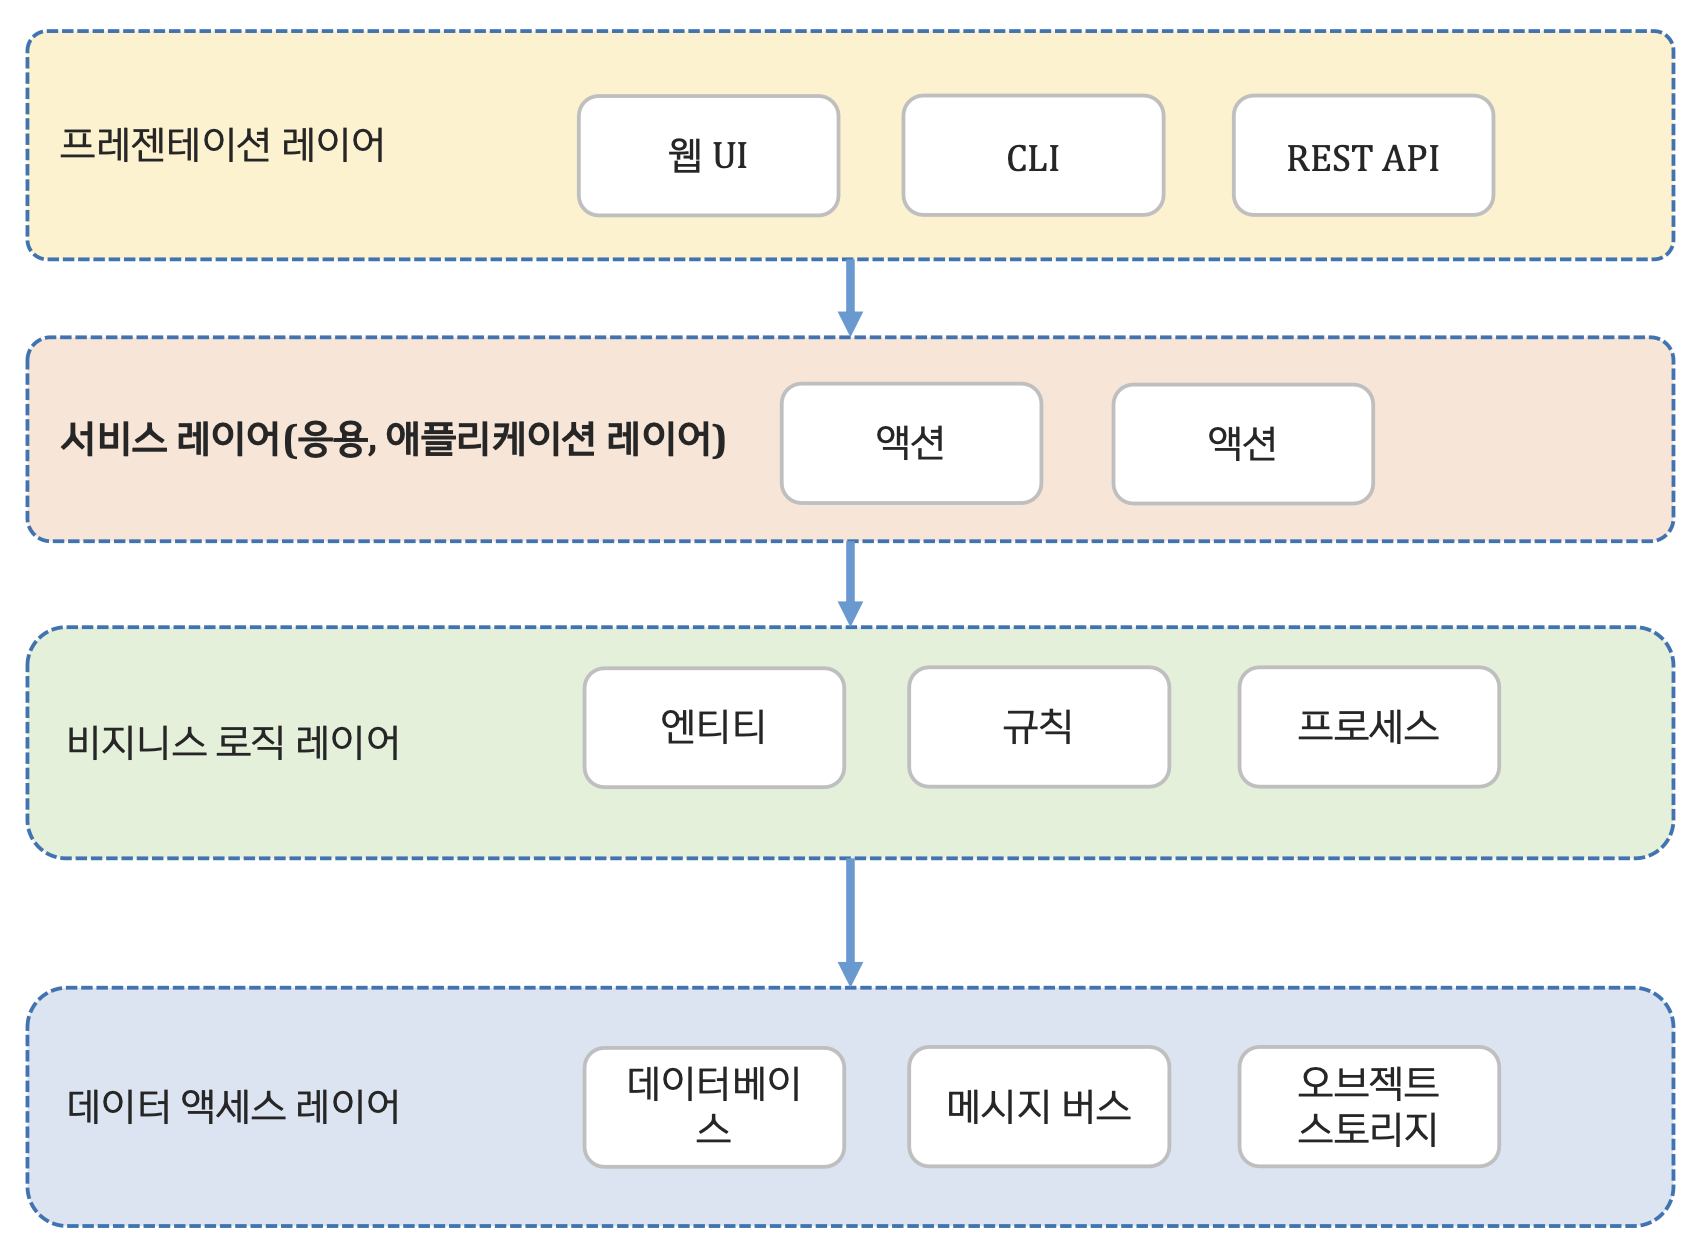 프레젠테이션 레이어
웹 UI
CLI
REST API
서비스 레이어(응용, 애플리케이션 레이어)
액션
액션
비지니스 로직 레이어
엔티티
규칙
프로세스
데이터 액세스 레이어
데이터베이
스
메시지 버스
오브젝트
스토리지